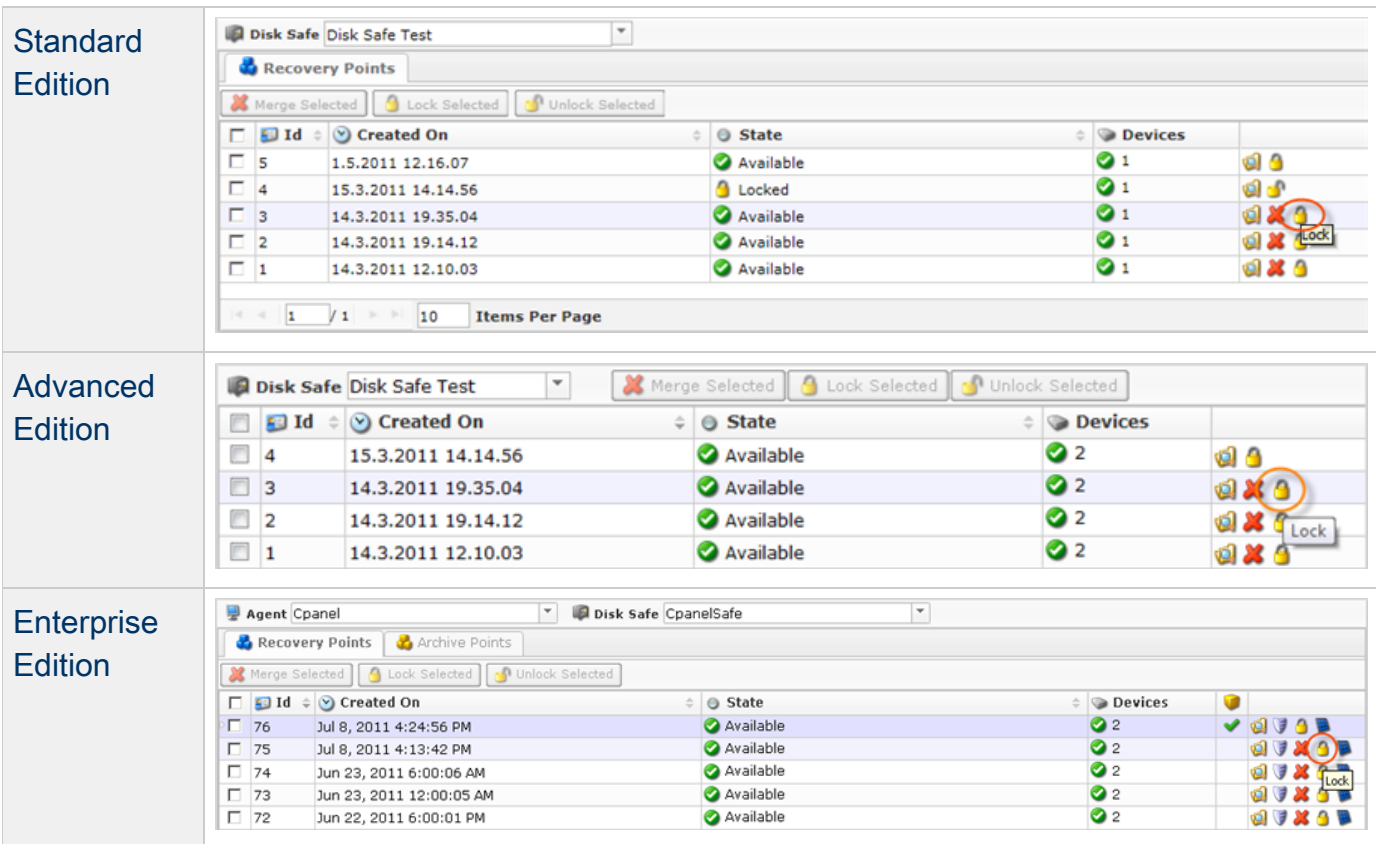 Standard
Edition
Disk Safe Disk Safe Test
Recovery Points
Merge Selected Lock Selected Unlock Selected
Id Created On State Devices
5 1.5.2011 12.16.07 Available 1
4 15.3.2011 14.14.56 Locked 1
3 14.3.2011 19.35.04 Available 1
Lock
2 14.3.2011 19.14.12 Available 1
1 14.3.2011 12.10.03 Available 1
1 / 1 10 Items Per Page
Advanced
Edition
Disk Safe Disk Safe Test Merge Selected Lock Selected Unlock Selected
Id Created On State Devices
4 15.3.2011 14.14.56 Available 2
3 14.3.2011 19.35.04 Available 2
2 14.3.2011 19.14.12 Available 2
Lock
1 14.3.2011 12.10.03 Available 2
Enterprise
Edition
Agent Cpanel Disk Safe CpanelSafe
Recovery Points Archive Points
Merge Selected Lock Selected Unlock Selected
Id Created On State Devices
76 Jul 8, 2011 4:24:56 PM Available 2
75 Jul 8, 2011 4:13:42 PM Available 2
74 Jun 23, 2011 6:00:06 AM Available 2
Lock
73 Jun 23, 2011 12:00:05 AM Available 2
72 Jun 22, 2011 6:00:01 PM Available 2